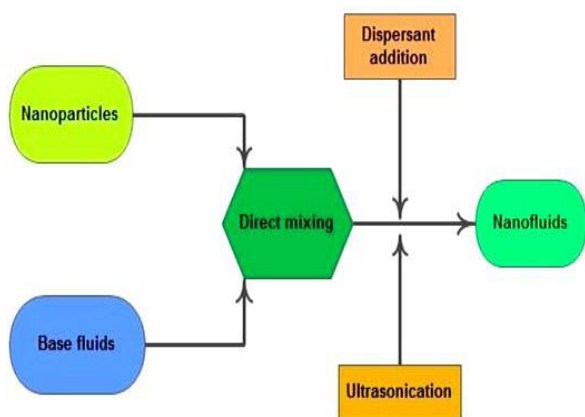 Dispersant
addition
Nanoparticles
Direct mixing
Nanofluids
Base fluids
Ultrasonication